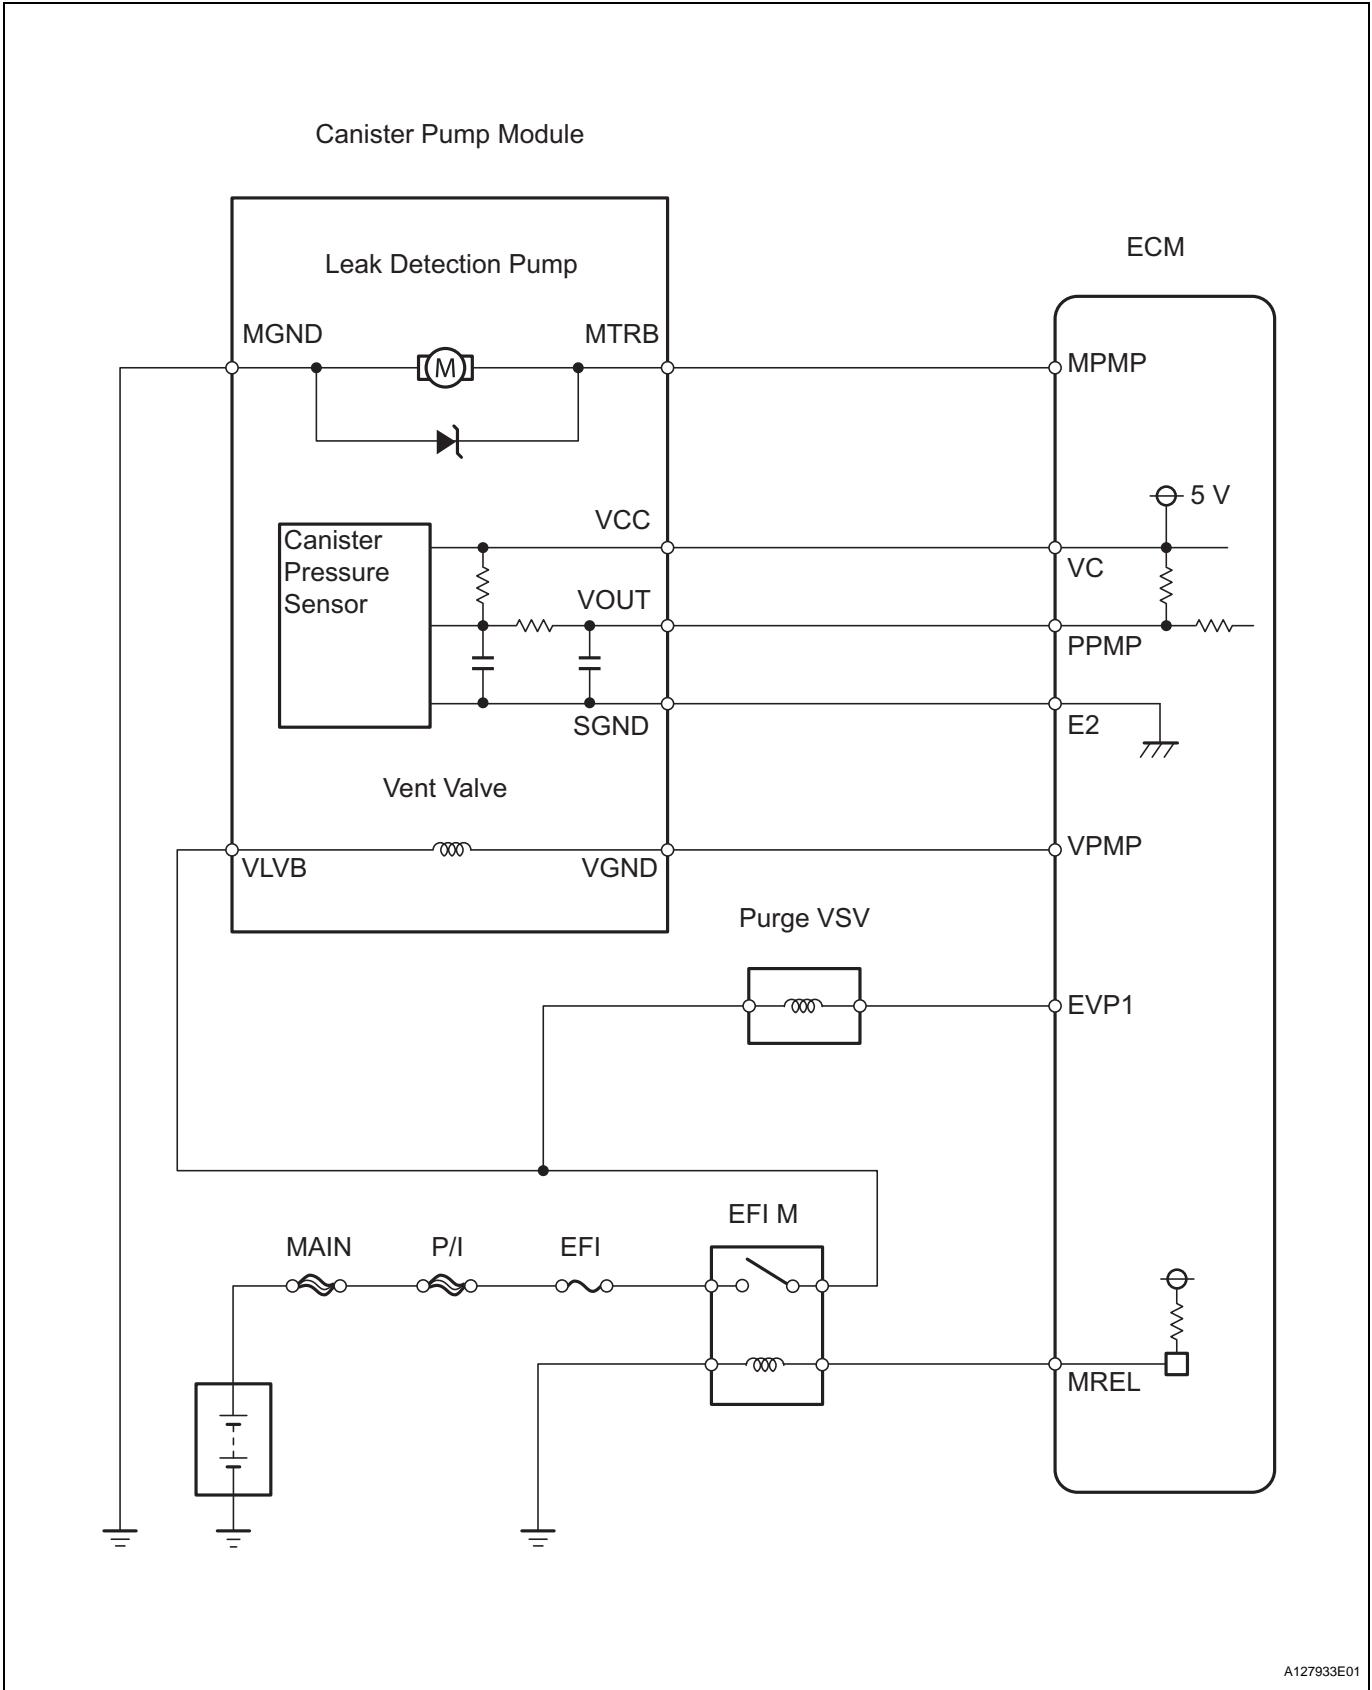 Canister Pump Module
Leak Detection Pump
ECM
MGND
MTRB
M
MPMP
5 V
VCC
Canister
Pressure
Sensor
VC
VOUT
PPMP
SGND
E2
Vent Valve
VLVB
VGND
VPMP
Purge VSV
EVP1
EFI M
MAIN
P/I
EFI
MREL
A127933E01